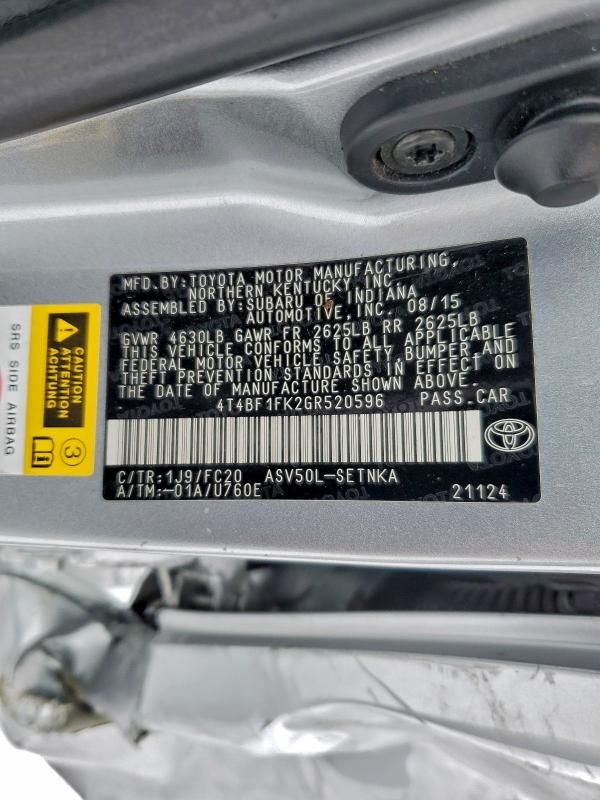 MFD.BY:TOYOTA MOTOR MANUFACTURING,
NORTHERN KENTUCKY,INC.
ASSEMBLED BY:SUBARU OF INDIANA
AUTOMOTIVE,INC. 08/15
GVWR 4630LB GAWR FR 2625LB RR 2625LB
THIS VEHICLE CONFORMS TO ALL APPLICABLE
FEDERAL MOTOR VEHICLE SAFETY,BUMPER,AND
THEFT PREVENTION STANDARDS IN EFFECT ON
THE DATE OF MANUFACTURE SHOWN ABOVE.
4T4BF1FK2GR520596 PASS.CAR
C/TR:1J9/FC20 ASV50L-SETNKA
A/TM:-01A/U760E 21124
SRS SIDE AIRBAG
CAUTION
ATTENTION
ACHTUNG
3